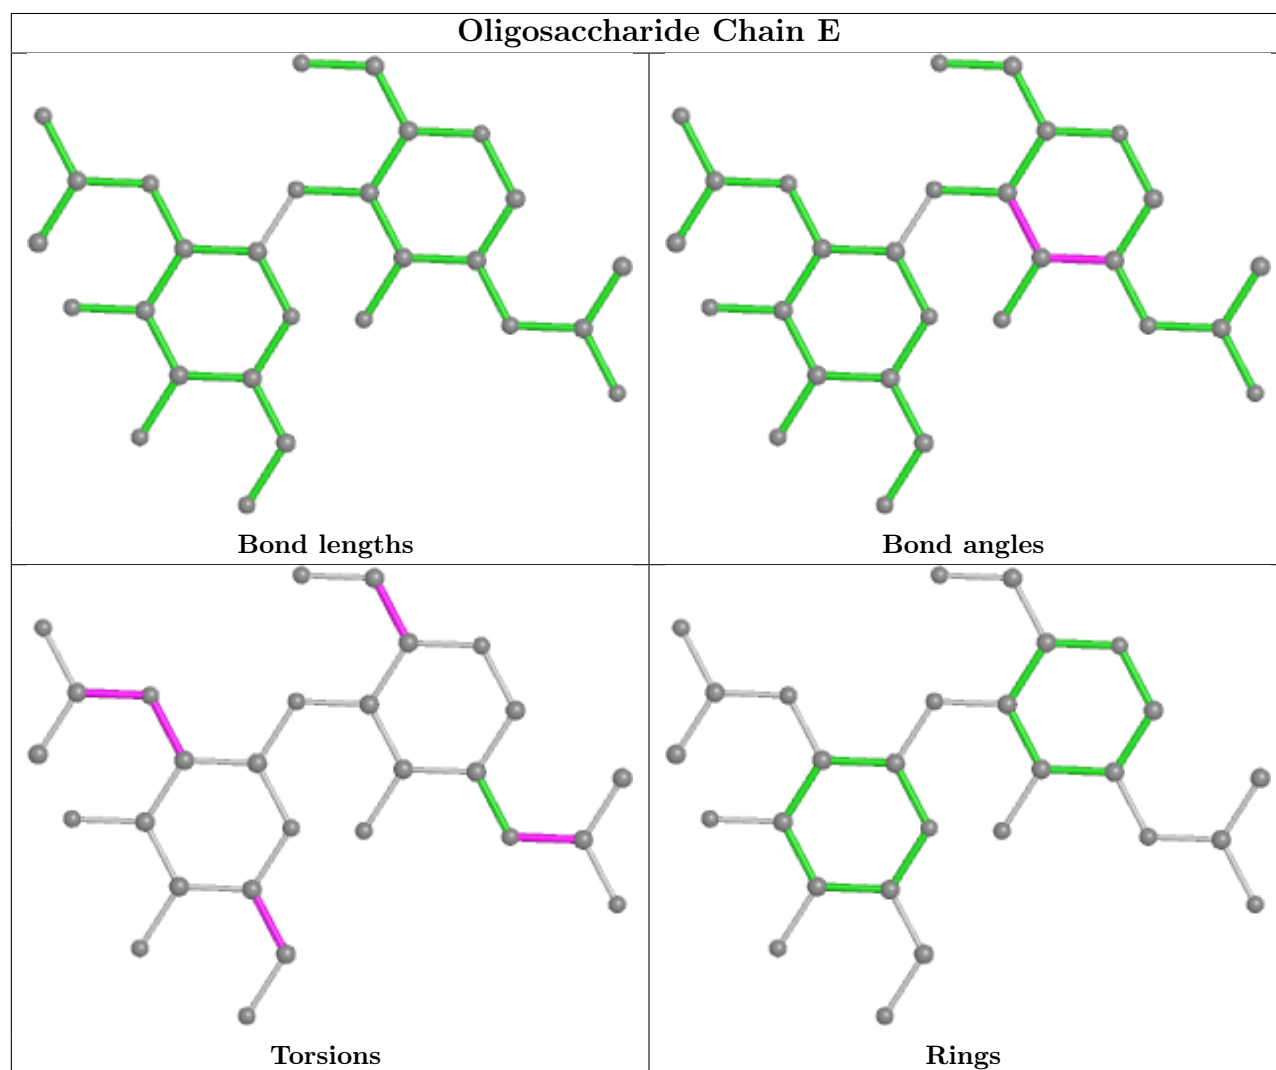 Oligosaccharide Chain E
Bond lengths
Bond angles
Torsions
Rings